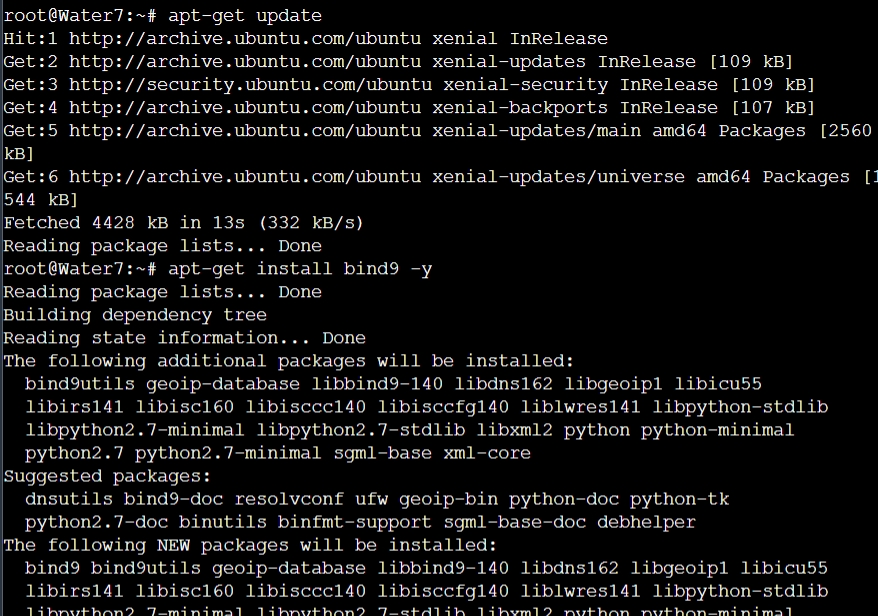 root@Water7:~# apt-get update
Hit:1 http://archive.ubuntu.com/ubuntu xenial InRelease
Get:2 http://archive.ubuntu.com/ubuntu xenial-updates InRelease [109 kB]
Get:3 http://security.ubuntu.com/ubuntu xenial-security InRelease [109 kB]
Get:4 http://archive.ubuntu.com/ubuntu xenial-backports InRelease [107 kB]
Get:5 http://archive.ubuntu.com/ubuntu xenial-updates/main amd64 Packages [2560
kB]
Get:6 http://archive.ubuntu.com/ubuntu xenial-updates/universe amd64 Packages [1
544 kB]
Fetched 4428 kB in 13s (332 kB/s)
Reading package lists... Done
root@Water7:~# apt-get install bind9 -y
Reading package lists... Done
Building dependency tree
Reading state information... Done
The following additional packages will be installed:
  bind9utils geoip-database libbind9-140 libdns162 libgeoip1 libicu55
  libirs141 libisc160 libisccc140 libisccfg140 liblwres141 libpython-stdlib
  libpython2.7-minimal libpython2.7-stdlib libxml2 python python-minimal
  python2.7 python2.7-minimal sgml-base xml-core
Suggested packages:
  dnsutils bind9-doc resolvconf ufw geoip-bin python-doc python-tk
  python2.7-doc binutils binfmt-support sgml-base-doc debhelper
The following NEW packages will be installed:
  bind9 bind9utils geoip-database libbind9-140 libdns162 libgeoip1 libicu55
  libirs141 libisc160 libisccc140 libisccfg140 liblwres141 libpython-stdlib
  libpython2.7-minimal libpython2.7-stdlib libxml2 python python-minimal